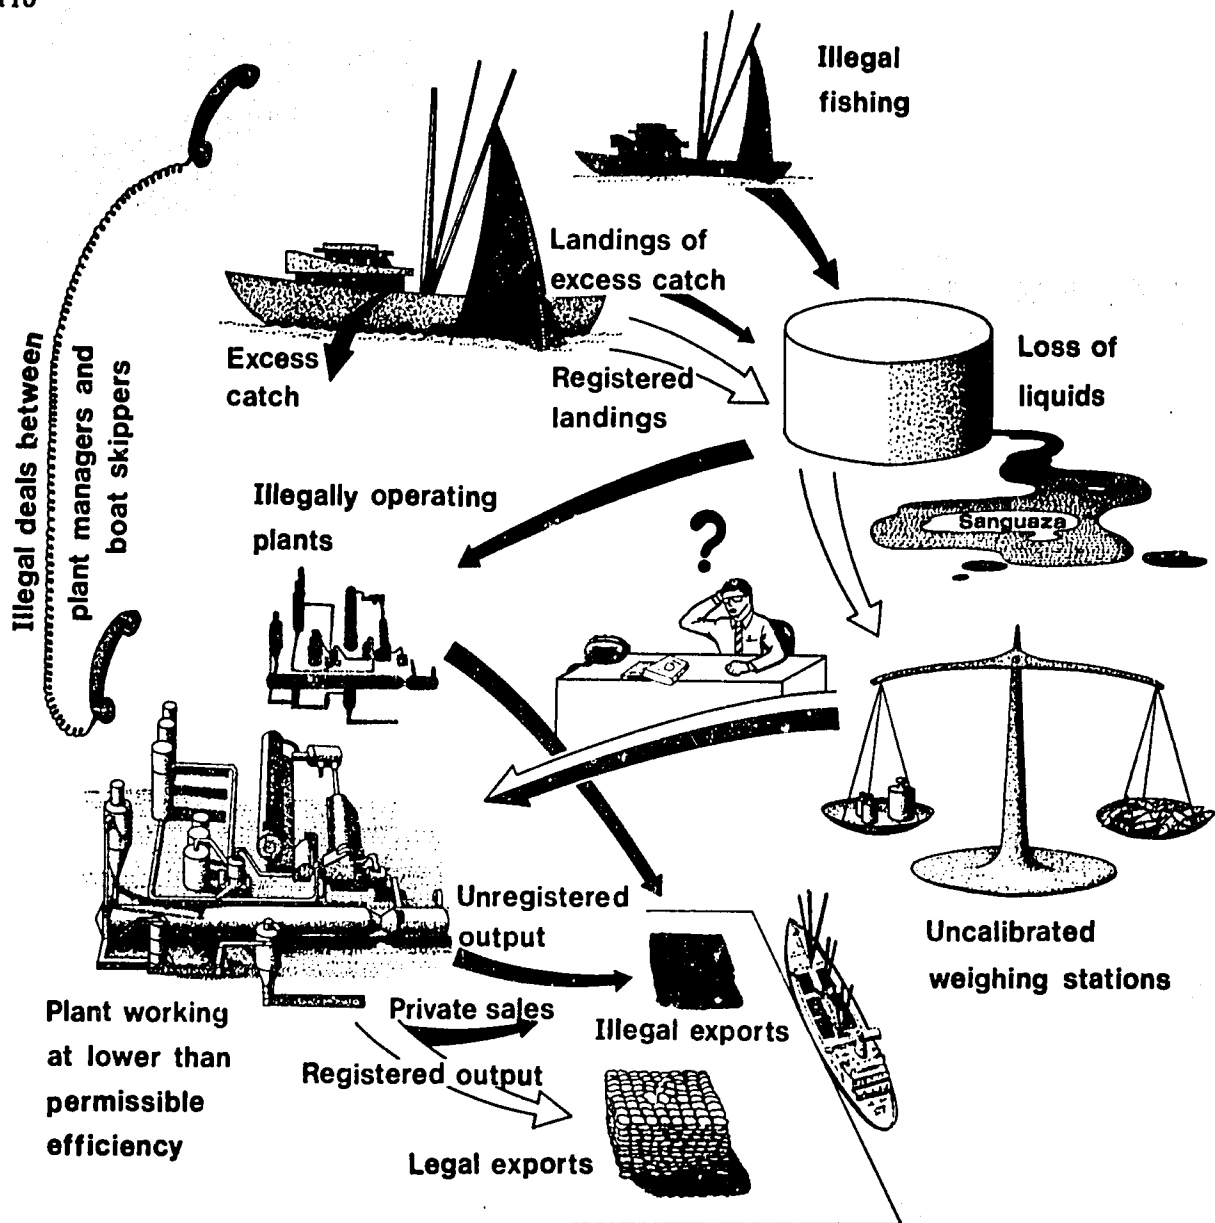 Illegal
fishing
Landings of
excess catch
Excess
catch
Registered
landings
Loss of
liquids
Sanguaza
Illegal deals between
plant managers and
boat skippers
Illegally operating
plants
?
Uncalibrated
weighing stations
Unregistered
output
Private sales
Illegal exports
Plant working
at lower than
permissible
efficiency
Registered output
Legal exports